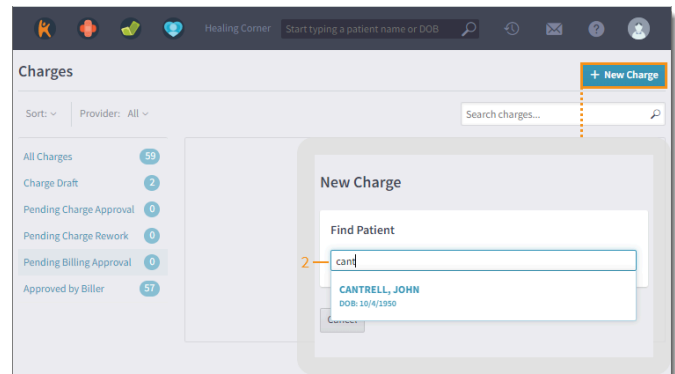 Healing Corner
Start typing a patient name or DOB
Charges
+ New Charge
Sort:
Provider: All
Search charges...
All Charges 59
Charge Draft 2
Pending Charge Approval 0
Pending Charge Rework 0
Pending Billing Approval 0
Approved by Biller 57
New Charge
Find Patient
2
cant
CANTRELL, JOHN
DOB: 10/4/1950
Cancel